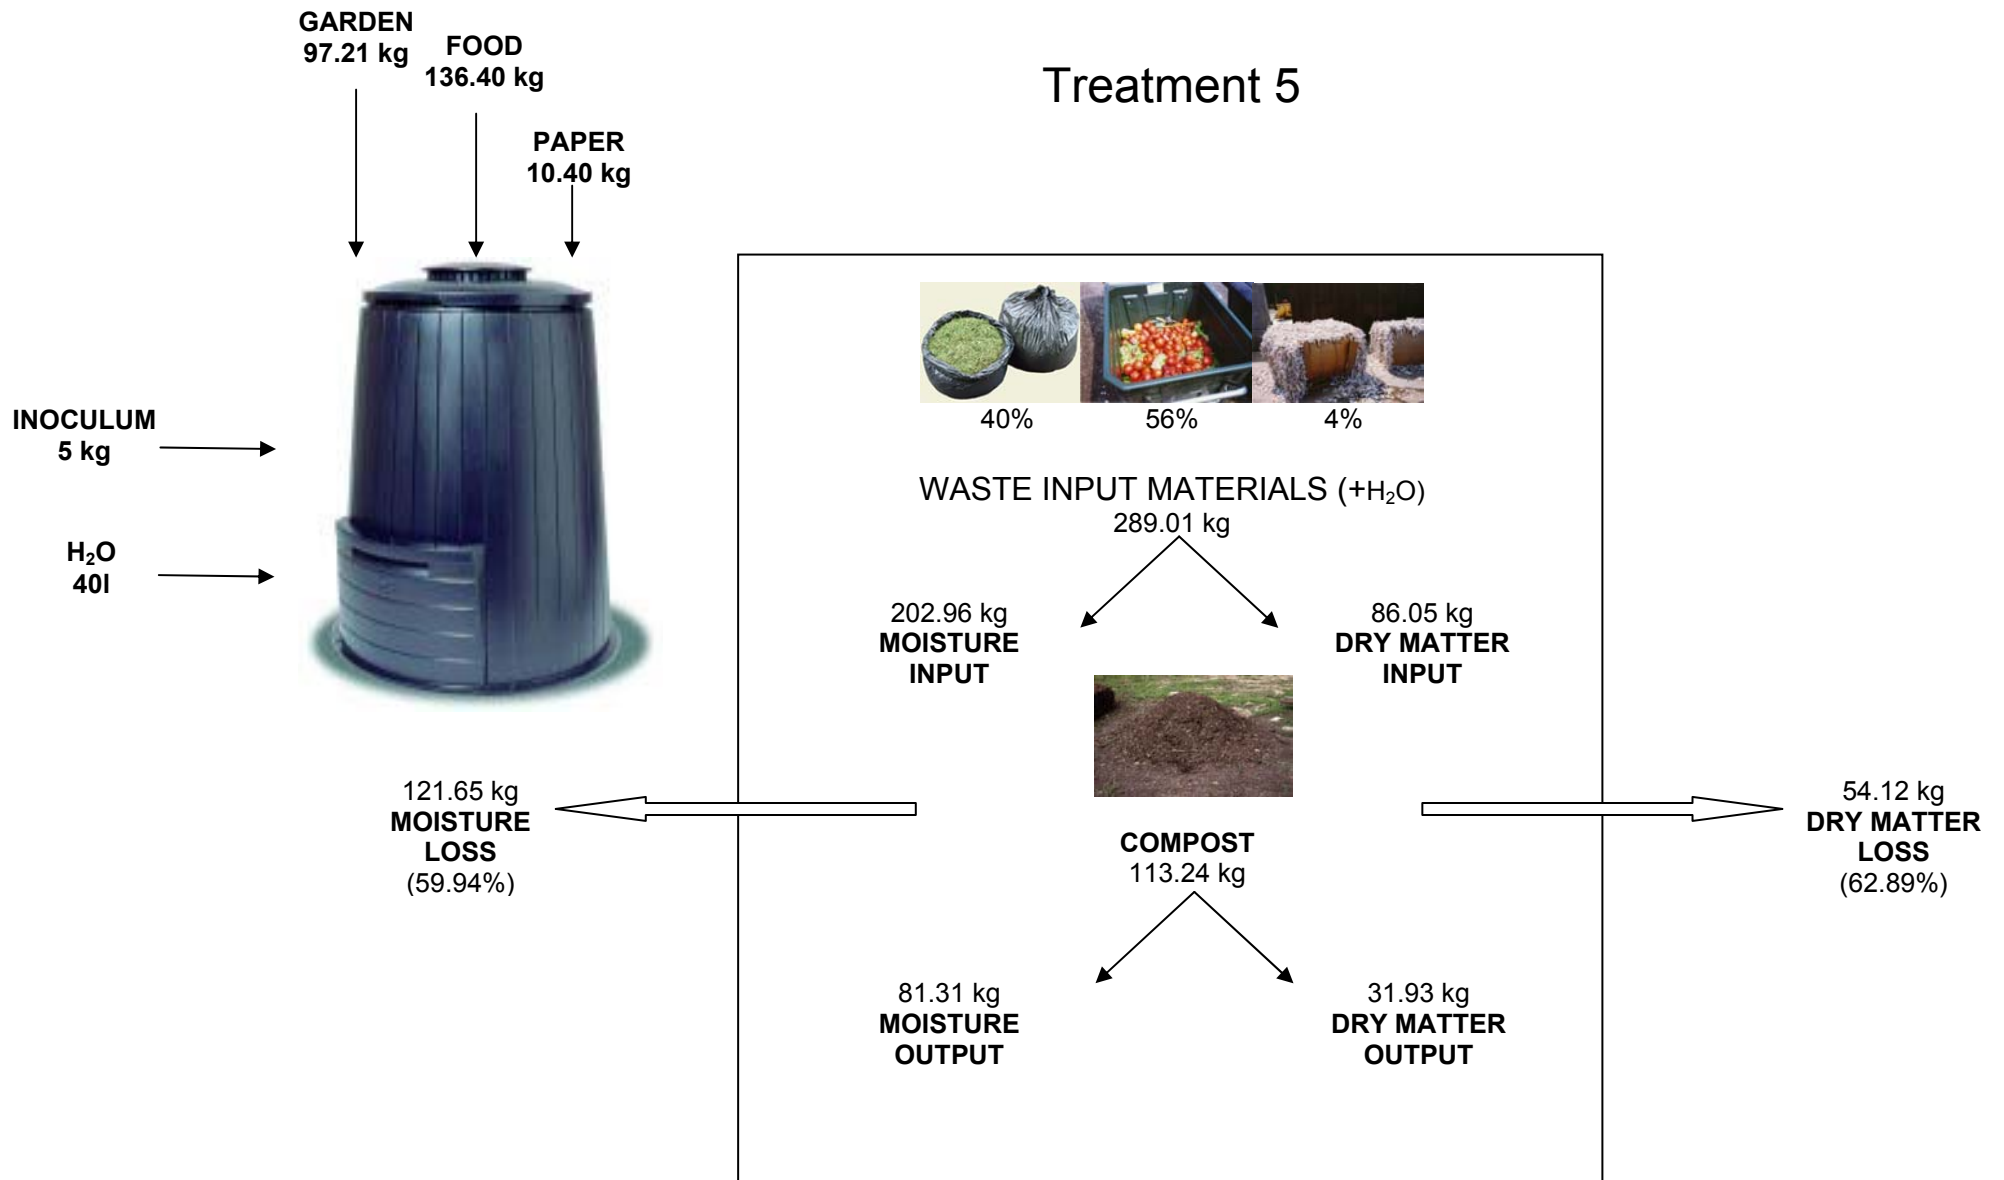 GARDEN
97.21 kg
FOOD
136.40 kg
PAPER
10.40 kg
Treatment 5
INOCULUM
5 kg
H₂O
40l
40%
56%
4%
WASTE INPUT MATERIALS (+H₂O)
289.01 kg
202.96 kg
MOISTURE
INPUT
86.05 kg
DRY MATTER
INPUT
121.65 kg
MOISTURE
LOSS
(59.94%)
COMPOST
113.24 kg
54.12 kg
DRY MATTER
LOSS
(62.89%)
81.31 kg
MOISTURE
OUTPUT
31.93 kg
DRY MATTER
OUTPUT